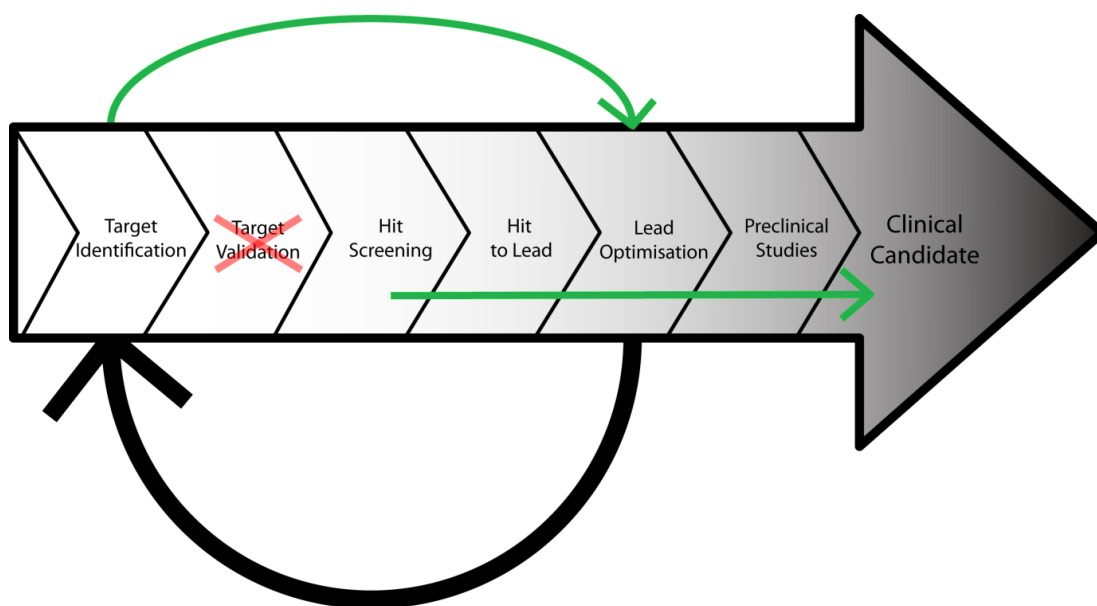 Target
Identification
Target
Validation
Hit
Screening
Hit
to Lead
Lead
Optimisation
Preclinical
Studies
Clinical
Candidate